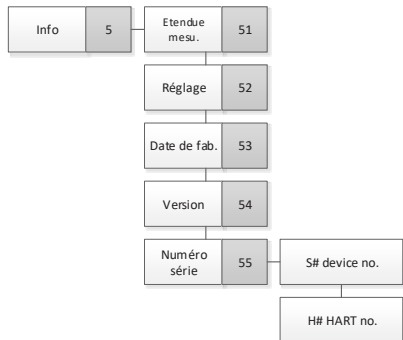 Info 5
Etendue
mesu.
51
Réglage 52
Date de fab. 53
Version 54
Numéro
série
55
S# device no.
H# HART no.